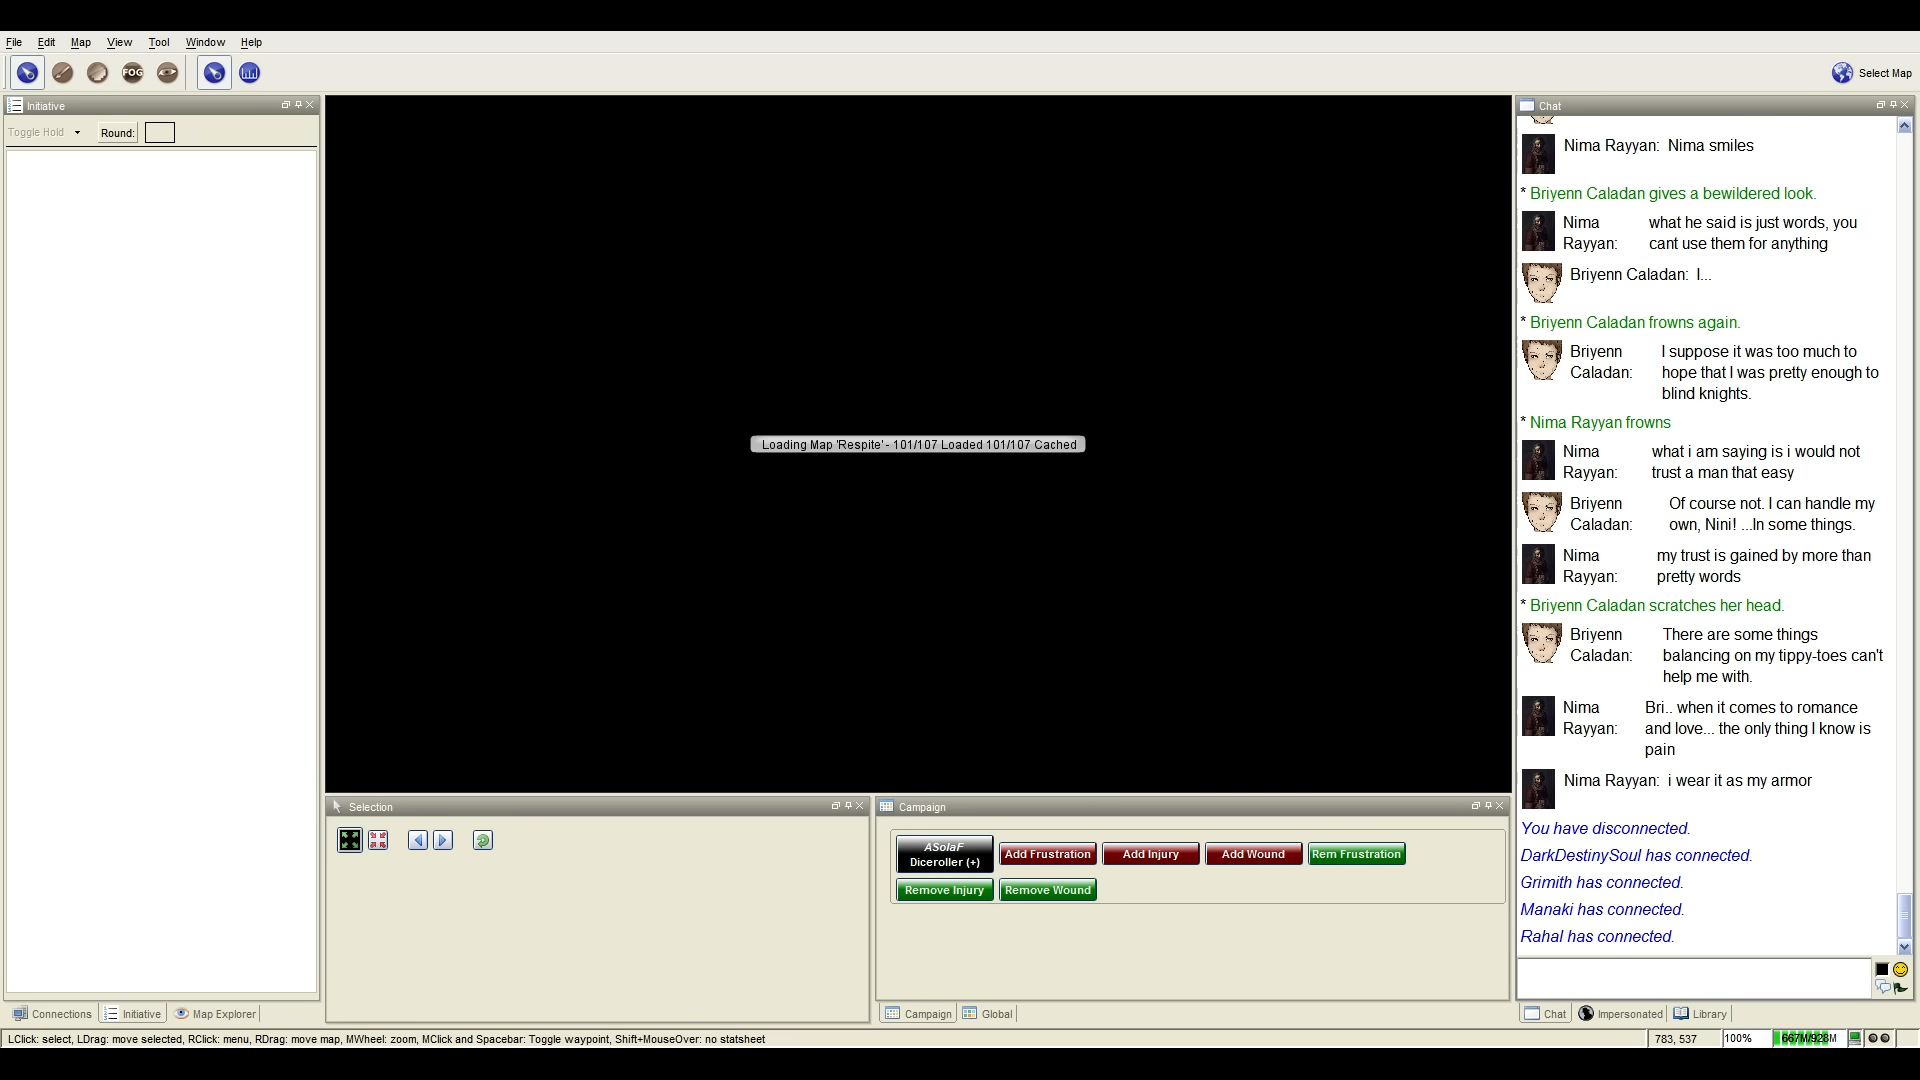 File Edit Map View Tool Window Help
FOG
Select Map
Initiative
Toggle Hold Round:
Loading Map 'Respite' - 101/107 Loaded 101/107 Cached
Chat
Nima Rayyan: Nima smiles
* Briyenn Caladan gives a bewildered look.
Nima Rayyan: what he said is just words, you
cant use them for anything
Briyenn Caladan: I...
* Briyenn Caladan frowns again.
Briyenn Caladan: I suppose it was too much to
hope that I was pretty enough to
blind knights.
* Nima Rayyan frowns
Nima Rayyan: what i am saying is i would not
trust a man that easy
Briyenn Caladan: Of course not. I can handle my
own, Nini! ...In some things.
Nima Rayyan: my trust is gained by more than
pretty words
* Briyenn Caladan scratches her head.
Briyenn Caladan: There are some things
balancing on my tippy-toes can't
help me with.
Nima Rayyan: Bri.. when it comes to romance
and love... the only thing I know is
pain
Nima Rayyan: i wear it as my armor
You have disconnected.
DarkDestinySoul has connected.
Grimith has connected.
Manaki has connected.
Rahal has connected.
Selection
Campaign
ASoIaF
Diceroller (+)
Add Frustration Add Injury Add Wound Rem Frustration
Remove Injury Remove Wound
Connections Initiative Map Explorer
Campaign Global
Chat Impersonated Library
LClick: select, LDrag: move selected, RClick: menu, RDrag: move map, MWheel: zoom, MClick and Spacebar: Toggle waypoint, Shift+MouseOver: no statsheet
783, 537 100% 667M/928M